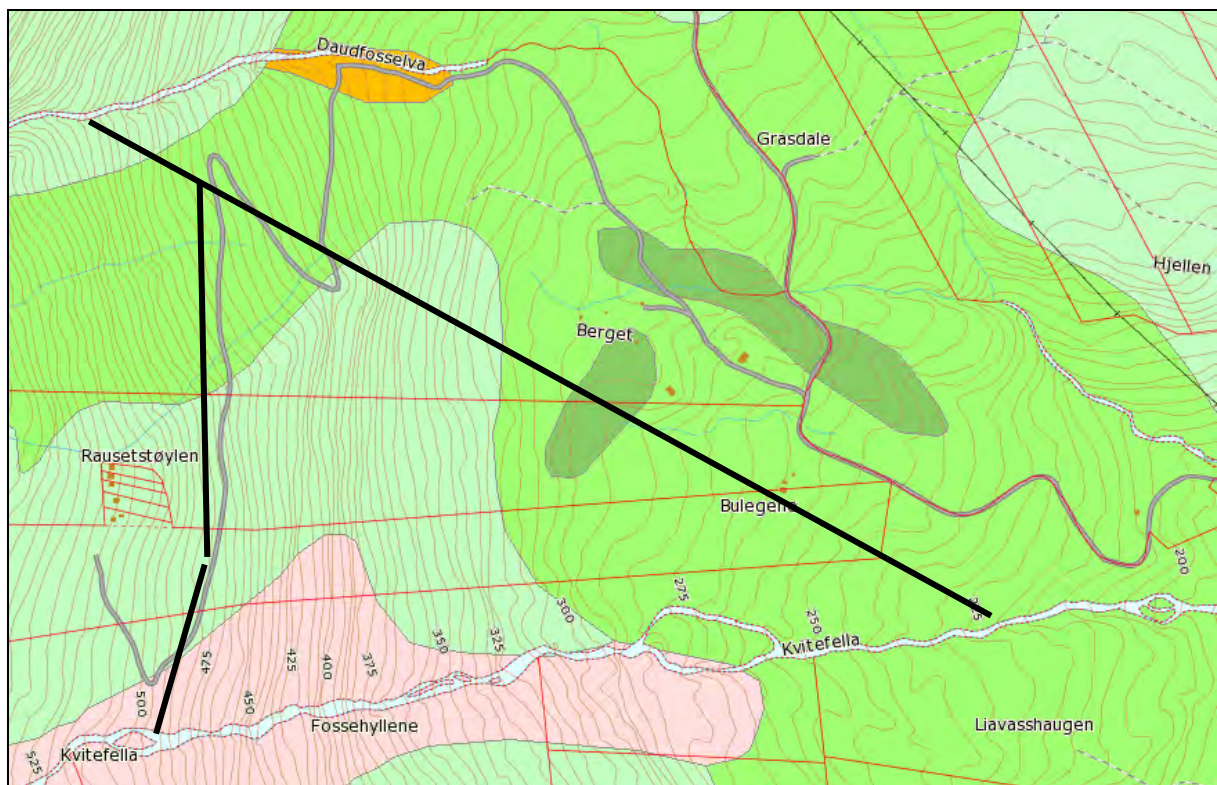 Daudfosselva
Grasdale
Hjellen
Berget
Rausetstøylen
Bulegene
200
275
300
225
250
Kvitefella
325
350
375
400
425
475
500
450
Fossehyllene
Liavasshaugen
Kvitefella
525